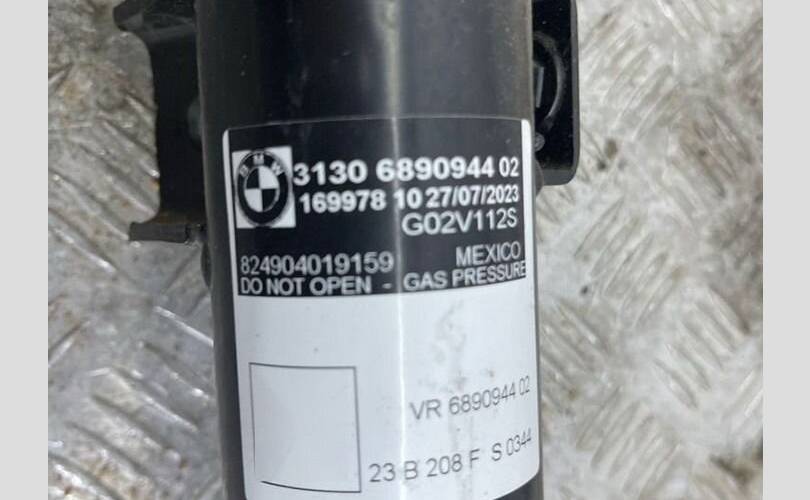 BMW
3130 6890944 02
169978 10 27/07/2023
G02V112S
824904019159 MEXICO
DO NOT OPEN - GAS PRESSURE
VR 6890944 02
23 B 208 F S 0344